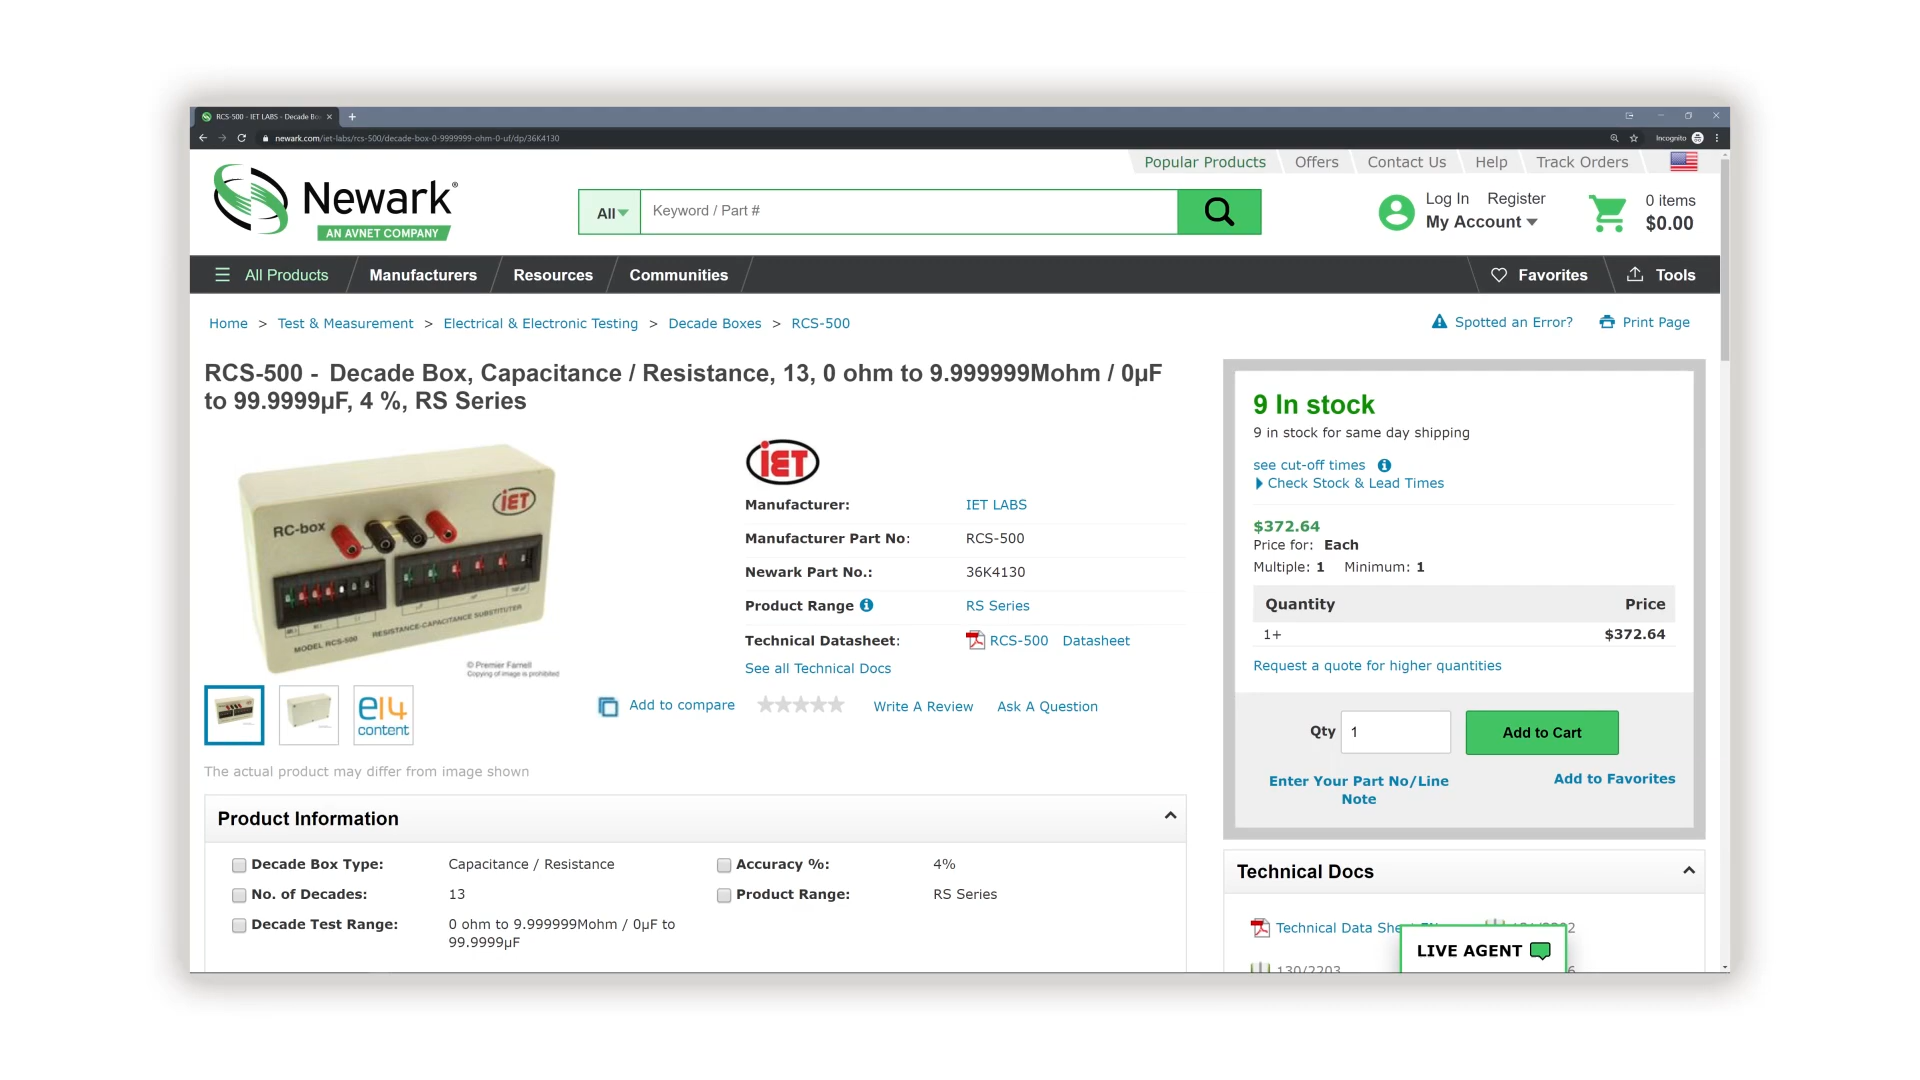 RCS-500 - IET LABS - Decade Bo
newark.com/iet-labs/rcs-500/decade-box-0-9999999-ohm-0-uf/dp/36K4130
Incognito
Popular Products
Offers
Contact Us
Help
Track Orders
Newark
AN AVNET COMPANY
All
Keyword / Part #
Log In Register
My Account
0 items
$0.00
All Products
Manufacturers
Resources
Communities
Favorites
Tools
Home > Test & Measurement > Electrical & Electronic Testing > Decade Boxes > RCS-500
Spotted an Error?
Print Page
RCS-500 - Decade Box, Capacitance / Resistance, 13, 0 ohm to 9.999999Mohm / 0µF
to 99.9999µF, 4 %, RS Series
RC-box
IET
MODEL RCS-500
RESISTANCE-CAPACITANCE SUBSTITUTER
© Premier Farnell
Copying of image is prohibited
e14
content
The actual product may differ from image shown
IET
Manufacturer: IET LABS
Manufacturer Part No: RCS-500
Newark Part No.: 36K4130
Product Range RS Series
Technical Datasheet: RCS-500 Datasheet
See all Technical Docs
Add to compare
Write A Review
Ask A Question
9 In stock
9 in stock for same day shipping
see cut-off times
Check Stock & Lead Times
$372.64
Price for: Each
Multiple: 1 Minimum: 1
Quantity Price
1+ $372.64
Request a quote for higher quantities
Qty 1
Add to Cart
Enter Your Part No/Line
Note
Add to Favorites
Product Information
Decade Box Type: Capacitance / Resistance
Accuracy %: 4%
No. of Decades: 13
Product Range: RS Series
Decade Test Range: 0 ohm to 9.999999Mohm / 0µF to
99.9999µF
Technical Docs
Technical Data She
130/2203
LIVE AGENT